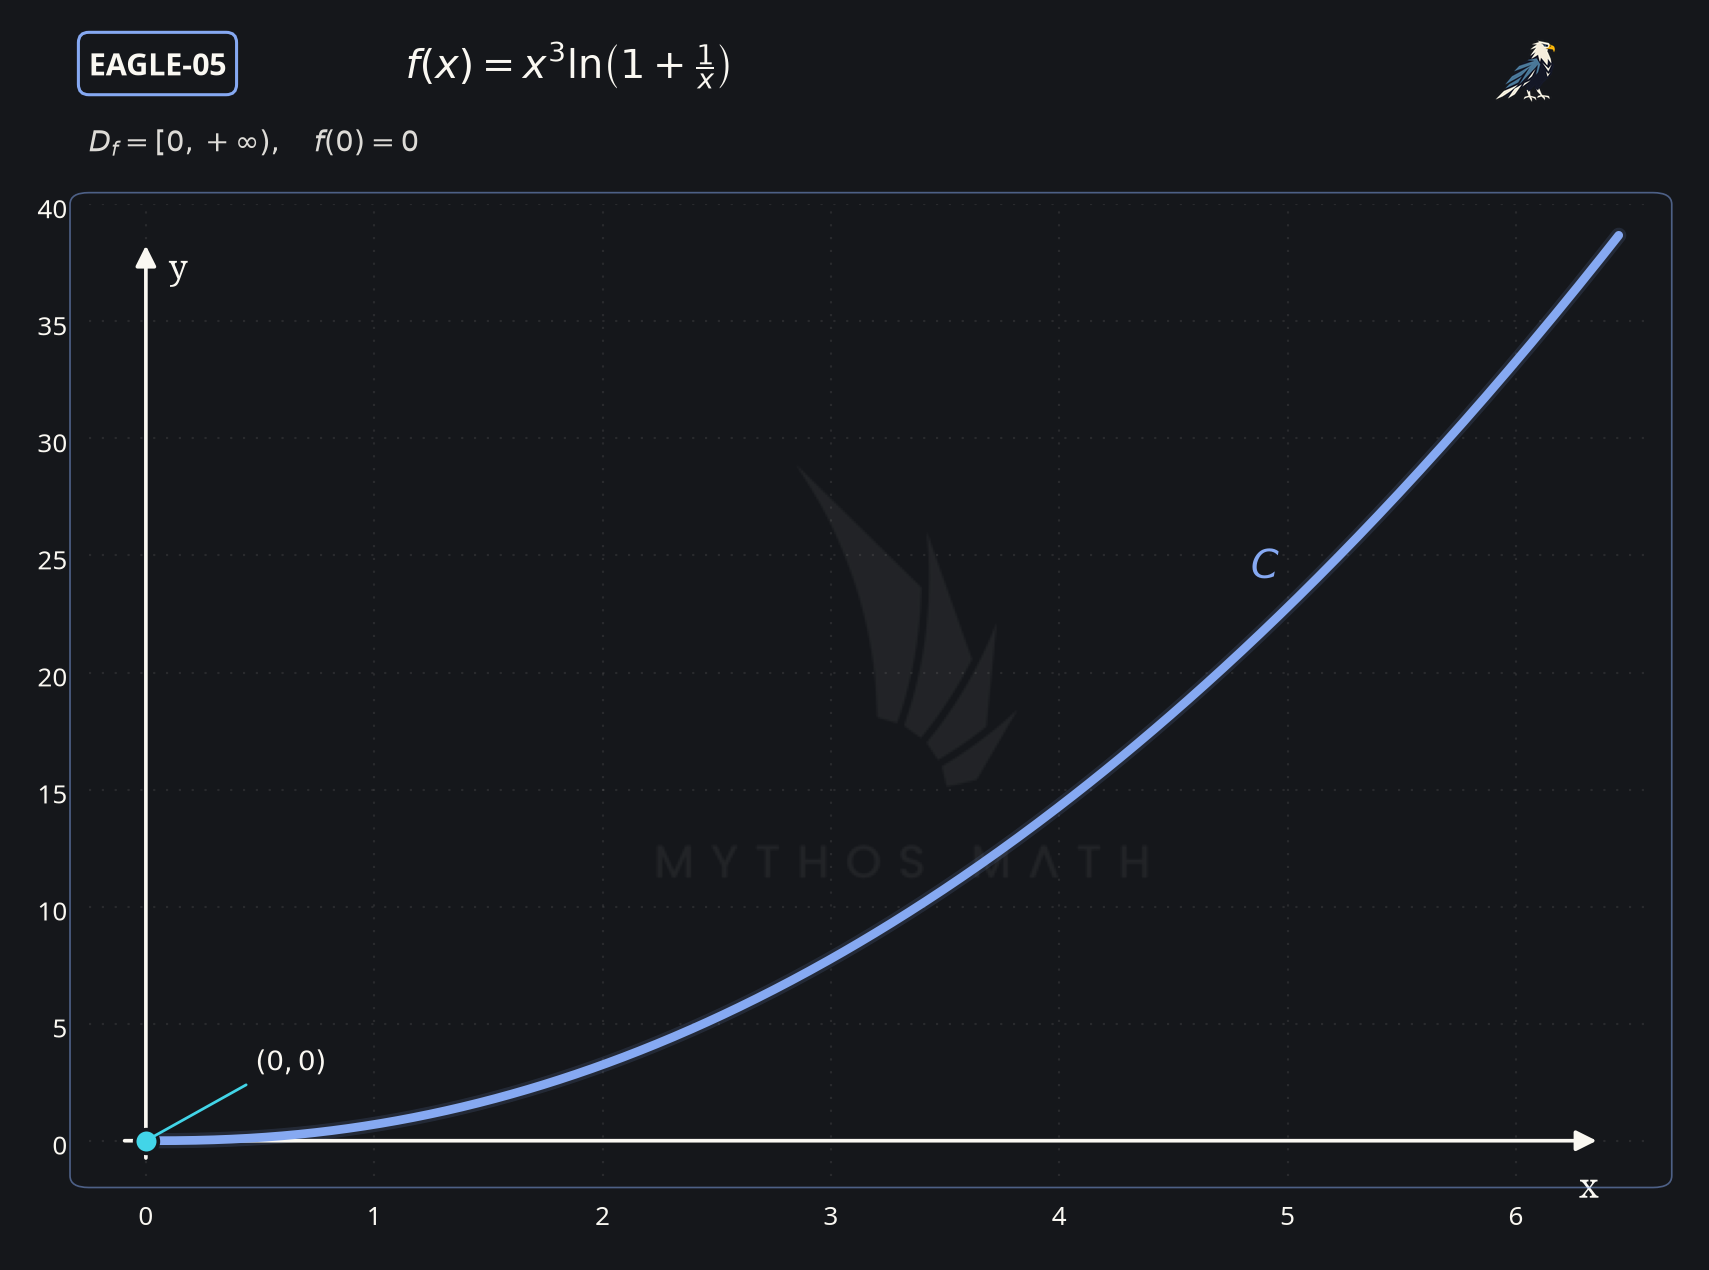 EAGLE-05
f(x) = x³ln(1 + 1/x)
D_f = [0, +∞), f(0) = 0
40
35
30
25
20
15
10
5
0
y
C
MYTHOS MATH
(0, 0)
x
0 1 2 3 4 5 6